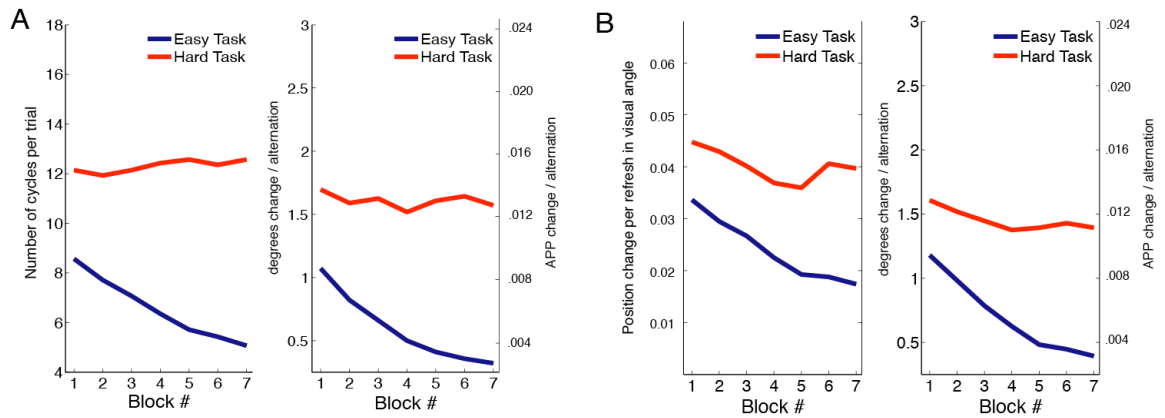 A
Number of cycles per trial
18
16
14
12
10
8
6
4
Easy Task
Hard Task
1 2 3 4 5 6 7
Block #
degrees change / alternation
3
2.5
2
1.5
1
0.5
Easy Task
Hard Task
.024
.020
.016
.012
.008
.004
APP change / alternation
1 2 3 4 5 6 7
Block #
B
Position change per refresh in visual angle
0.06
0.05
0.04
0.03
0.02
0.01
Easy Task
Hard Task
1 2 3 4 5 6 7
Block #
degrees change / alternation
3
2.5
2
1.5
1
0.5
Easy Task
Hard Task
.024
.020
.016
.012
.008
.004
APP change / alternation
1 2 3 4 5 6 7
Block #